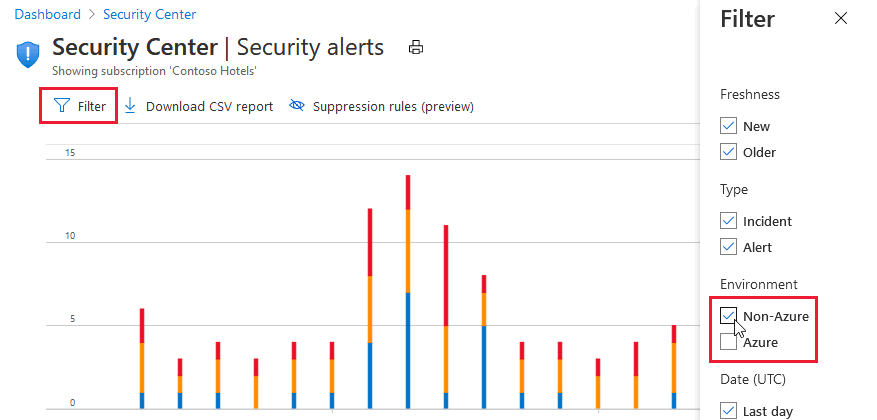 Dashboard > Security Center
Security Center | Security alerts
Showing subscription 'Contoso Hotels'
Filter
Download CSV report
Suppression rules (preview)
15
10
5
0
Filter
Freshness
New
Older
Type
Incident
Alert
Environment
Non-Azure
Azure
Date (UTC)
Last day